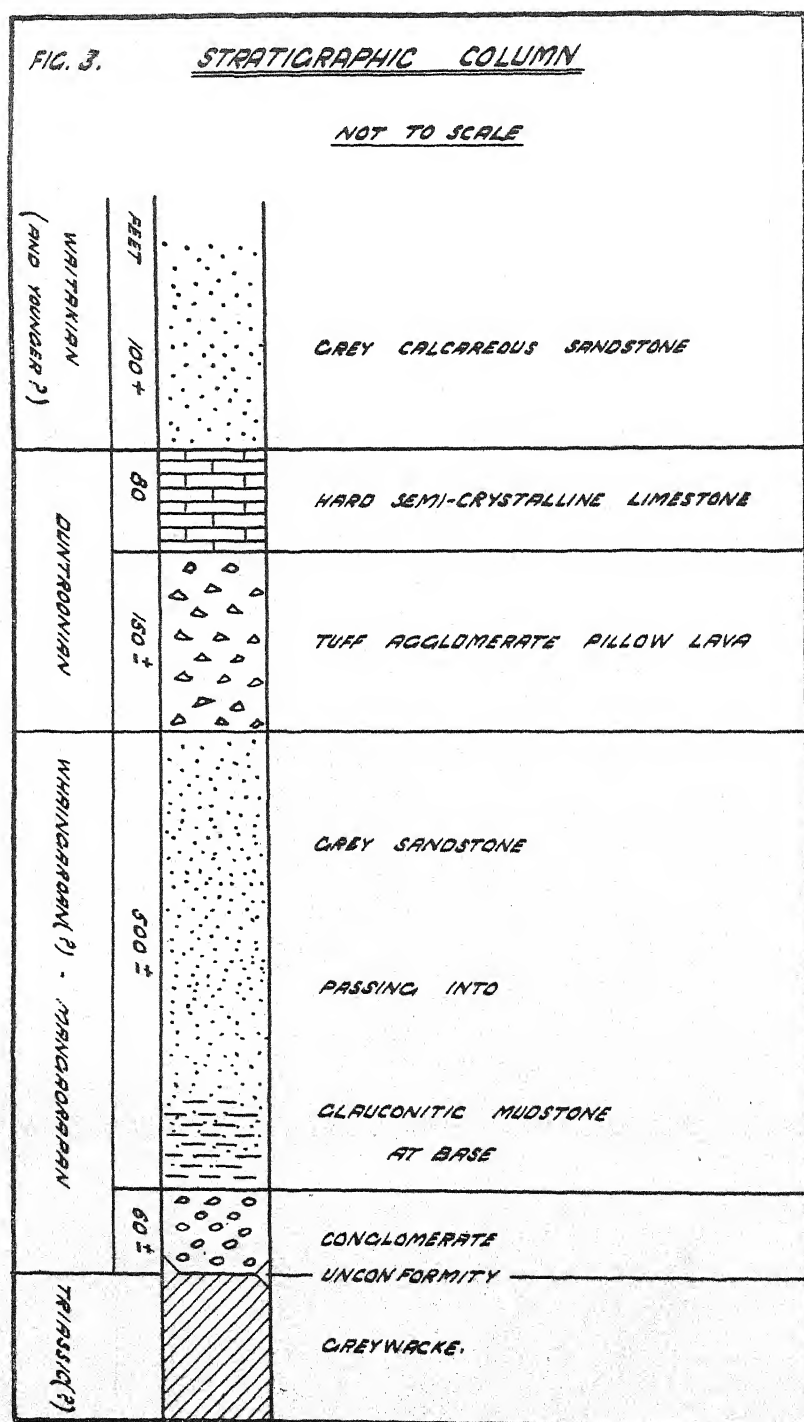 FIG. 3.
STRATIGRAPHIC COLUMN
NOT TO SCALE
WAITAKIAN
(AND YOUNGER?)
FEET
100+
GREY CALCAREOUS SANDSTONE
DUNTROONIAN
80
HARD SEMI-CRYSTALLINE LIMESTONE
150±
TUFF AGGLOMERATE PILLOW LAVA
WHAINGAROAN(?) - MANGAORAPAN
500±
GREY SANDSTONE
PASSING INTO
GLAUCONITIC MUDSTONE
AT BASE
60±
CONGLOMERATE
UNCONFORMITY
TRIASSIC(?)
GREYWACKE.